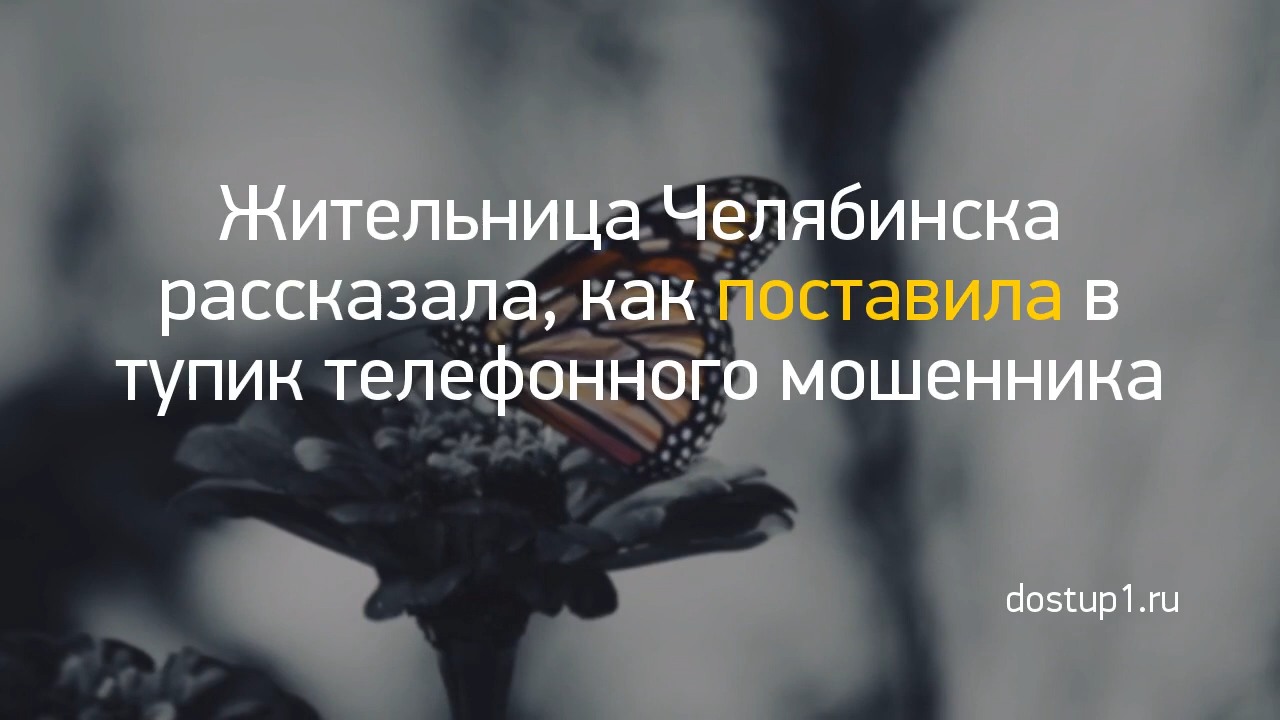 Жительница Челябинска
рассказала, как поставила в
тупик телефонного мошенника
dostup1.ru